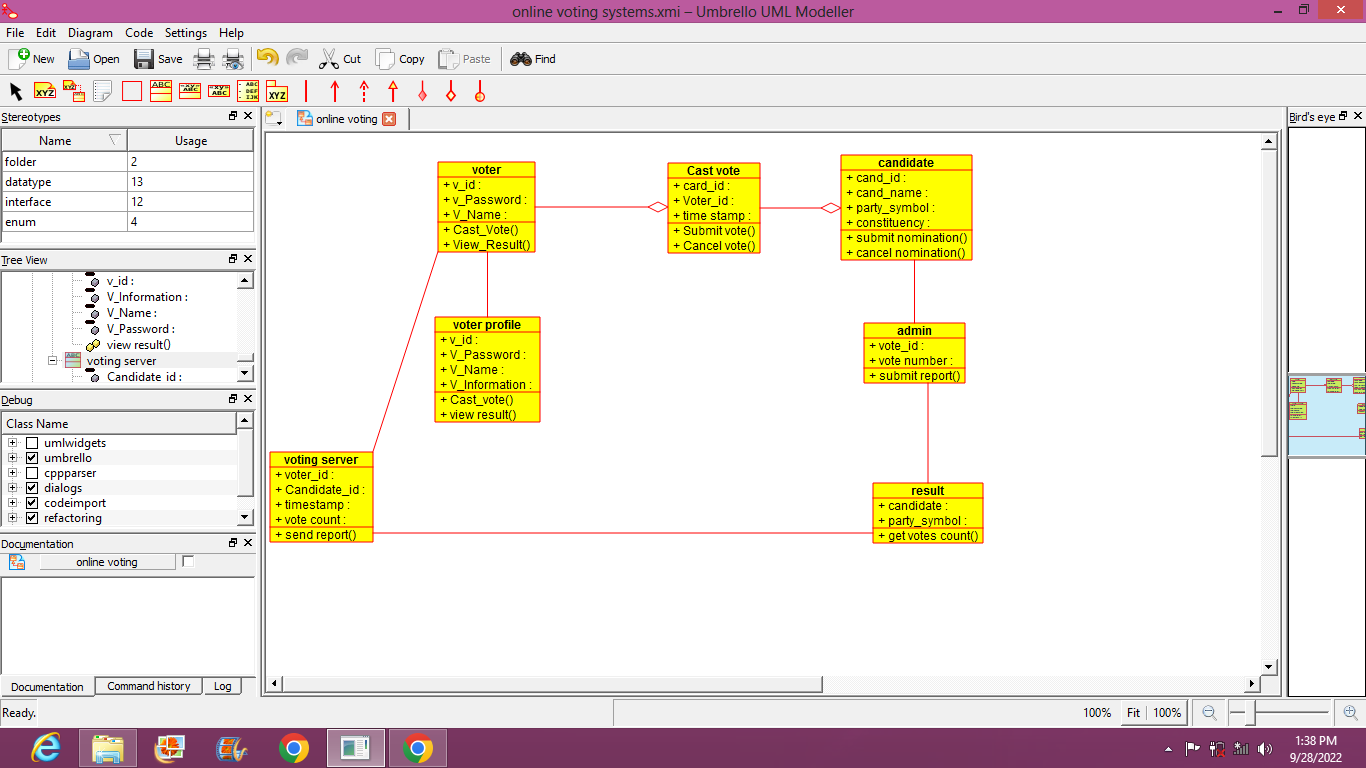 online voting systems.xmi – Umbrello UML Modeller
File Edit Diagram Code Settings Help
New Open Save Cut Copy Paste Find
XYZ XYZ ABC -xy- ABC -xy- ABC - ABC - DEF - IJK XYZ
Stereotypes
Name Usage
folder 2
datatype 13
interface 12
enum 4
Tree View
v_id :
V_Information :
V_Name :
V_Password :
view result()
voting server
Candidate_id :
Debug
Class Name
umlwidgets
umbrello
cppparser
dialogs
codeimport
refactoring
Documentation
online voting
Documentation Command history Log
online voting
voter
+ v_id :
+ v_Password :
+ V_Name :
+ Cast_Vote()
+ View_Result()
Cast vote
+ card_id :
+ Voter_id :
+ time stamp :
+ Submit vote()
+ Cancel vote()
candidate
+ cand_id :
+ cand_name :
+ party_symbol :
+ constituency :
+ submit nomination()
+ cancel nomination()
voter profile
+ v_id :
+ V_Password :
+ V_Name :
+ V_Information :
+ Cast_vote()
+ view result()
admin
+ vote_id :
+ vote number :
+ submit report()
voting server
+ voter_id :
+ Candidate_id :
+ timestamp :
+ vote count :
+ send report()
result
+ candidate :
+ party_symbol :
+ get votes count()
Bird's eye
Ready.
100% Fit 100%
1:38 PM
9/28/2022